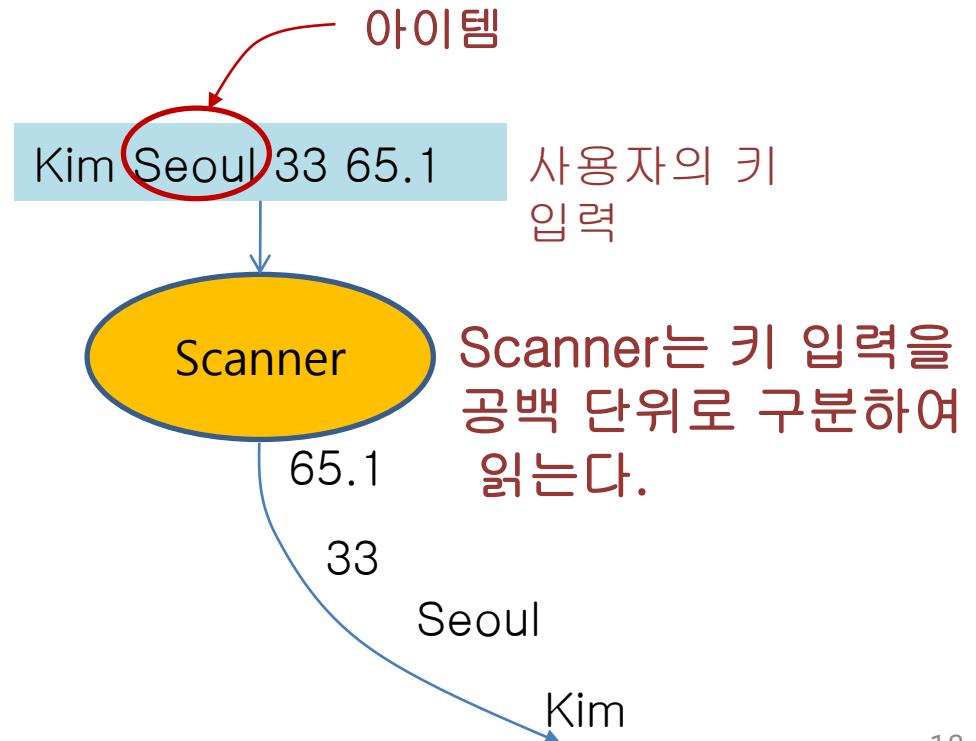 아이템
Kim Seoul 33 65.1
사용자의 키
입력
Scanner
Scanner는 키 입력을
공백 단위로 구분하여
읽는다.
65.1
33
Seoul
Kim